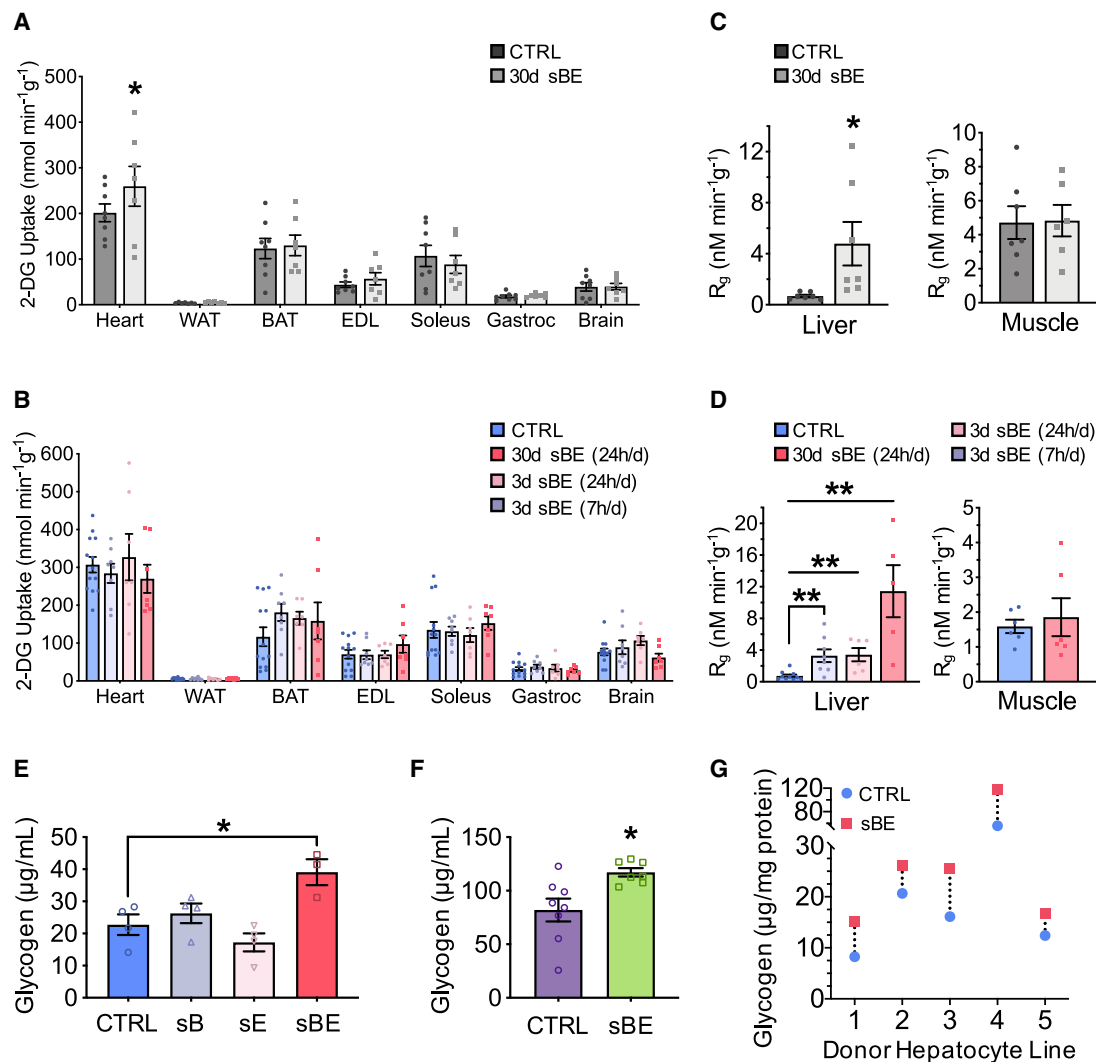 A
CTRL
30d sBE
2-DG Uptake (nmol min⁻¹g⁻¹)
500
400
300
200
100
0
*
Heart WAT BAT EDL Soleus Gastroc Brain
C
CTRL
30d sBE
Rg (nM min⁻¹g⁻¹)
12
8
4
0
*
Liver
Rg (nM min⁻¹g⁻¹)
10
8
6
4
2
0
Muscle
B
CTRL
30d sBE (24h/d)
3d sBE (24h/d)
3d sBE (7h/d)
2-DG Uptake (nmol min⁻¹g⁻¹)
600
500
400
300
200
100
0
Heart WAT BAT EDL Soleus Gastroc Brain
D
CTRL 3d sBE (24h/d)
30d sBE (24h/d) 3d sBE (7h/d)
Rg (nM min⁻¹g⁻¹)
20
16
12
8
4
0
**
**
**
Liver
Rg (nM min⁻¹g⁻¹)
5
4
3
2
1
0
Muscle
E
Glycogen (µg/mL)
50
40
30
20
10
0
*
CTRL sB sE sBE
F
Glycogen (µg/mL)
150
100
50
0
*
CTRL sBE
G
Glycogen (µg/mg protein)
CTRL
sBE
120
80
40
30
20
10
0
1 2 3 4 5
Donor Hepatocyte Line